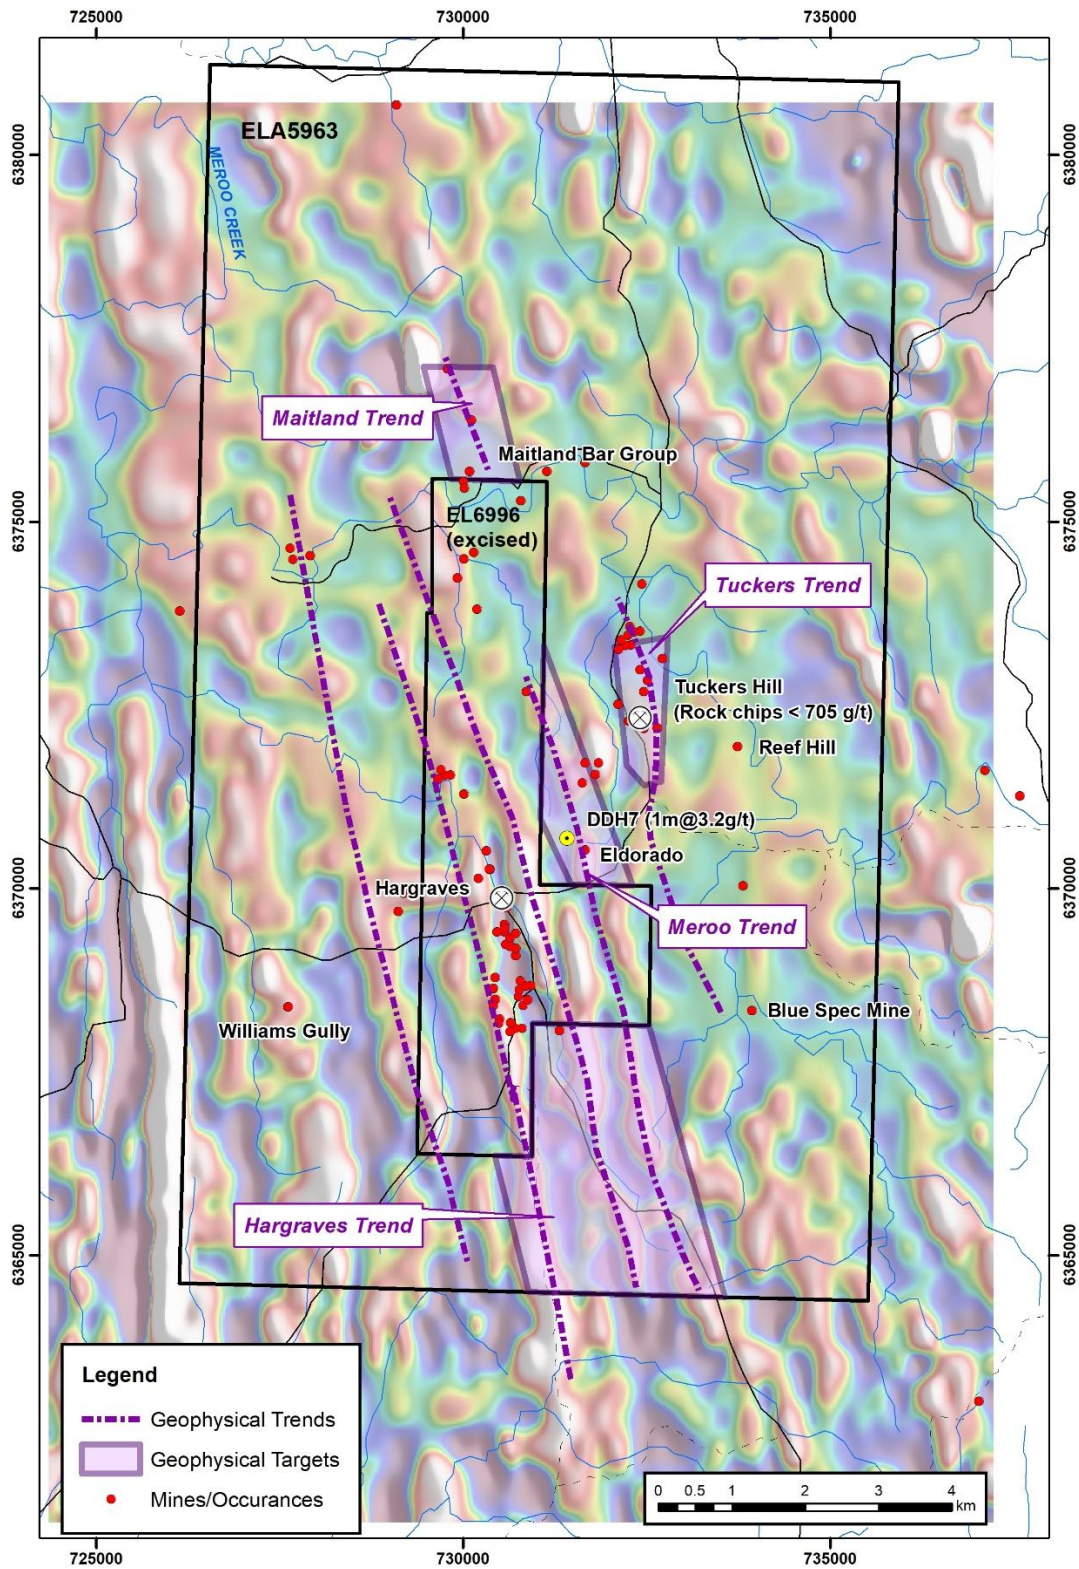 725000 730000 735000
6380000 6380000
ELA5963
MEROO CREEK
Maitland Trend
Maitland Bar Group
6375000 6375000
EL6996
(excised)
Tuckers Trend
Tuckers Hill
(Rock chips < 705 g/t)
Reef Hill
DDH7 (1m@3.2g/t)
Eldorado
6370000 6370000
Hargraves
Meroo Trend
Blue Spec Mine
Williams Gully
Hargraves Trend
6365000 6365000
Legend
Geophysical Trends
Geophysical Targets
Mines/Occurances
0 0.5 1 2 3 4
km
725000 730000 735000